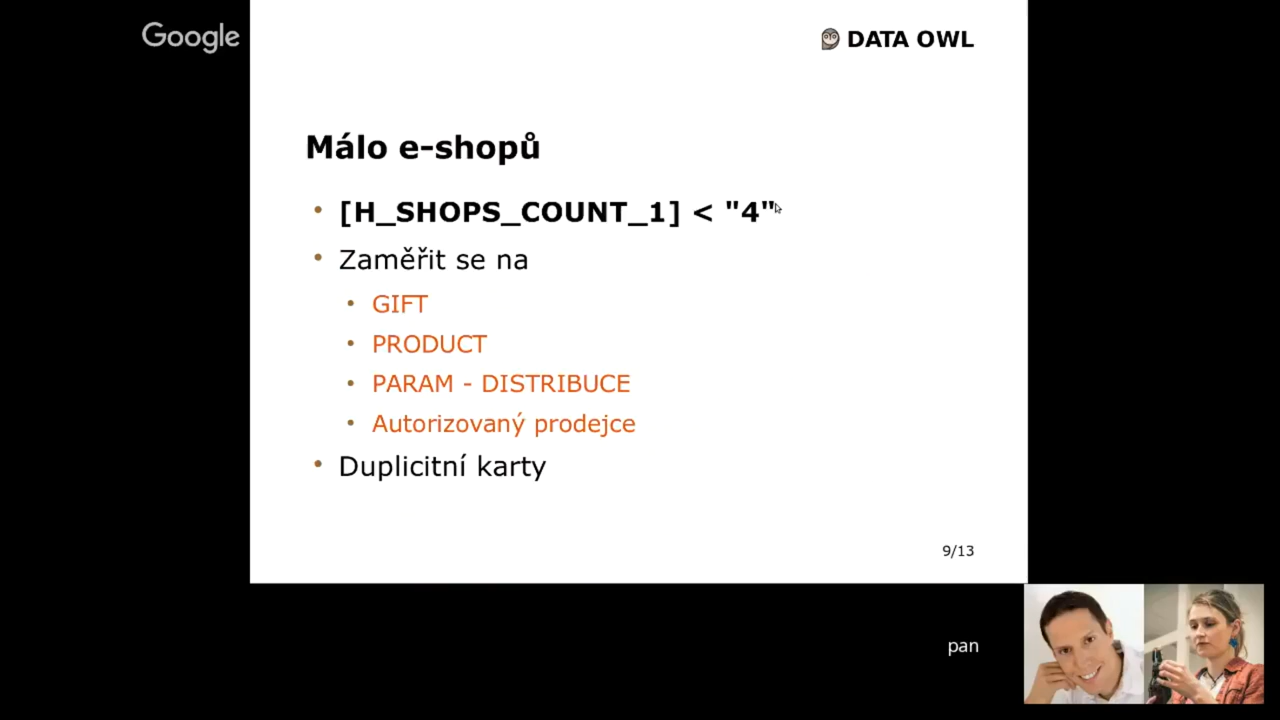 Google
DATA OWL
Málo e-shopů
[H_SHOPS_COUNT_1] < "4"
Zaměřit se na
GIFT
PRODUCT
PARAM - DISTRIBUCE
Autorizovaný prodejce
Duplicitní karty
9/13
pan